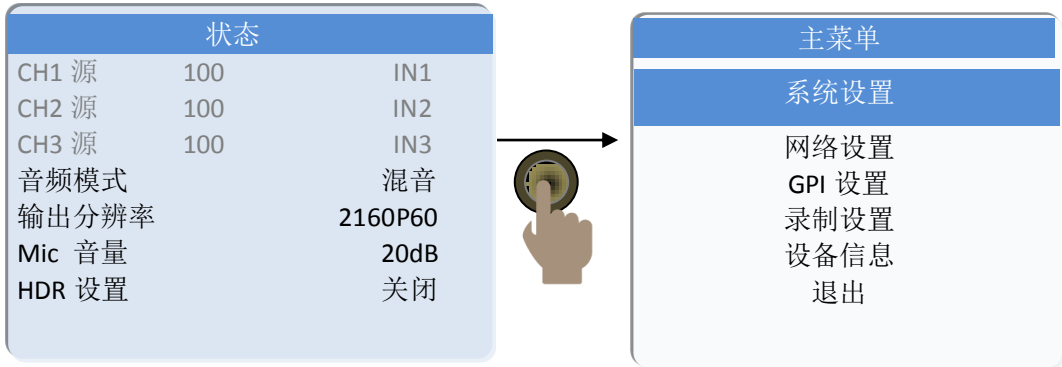 状态
CH1 源 100 IN1
CH2 源 100 IN2
CH3 源 100 IN3
音频模式 混音
输出分辨率 2160P60
Mic 音量 20dB
HDR 设置 关闭
主菜单
系统设置
网络设置
GPI 设置
录制设置
设备信息
退出